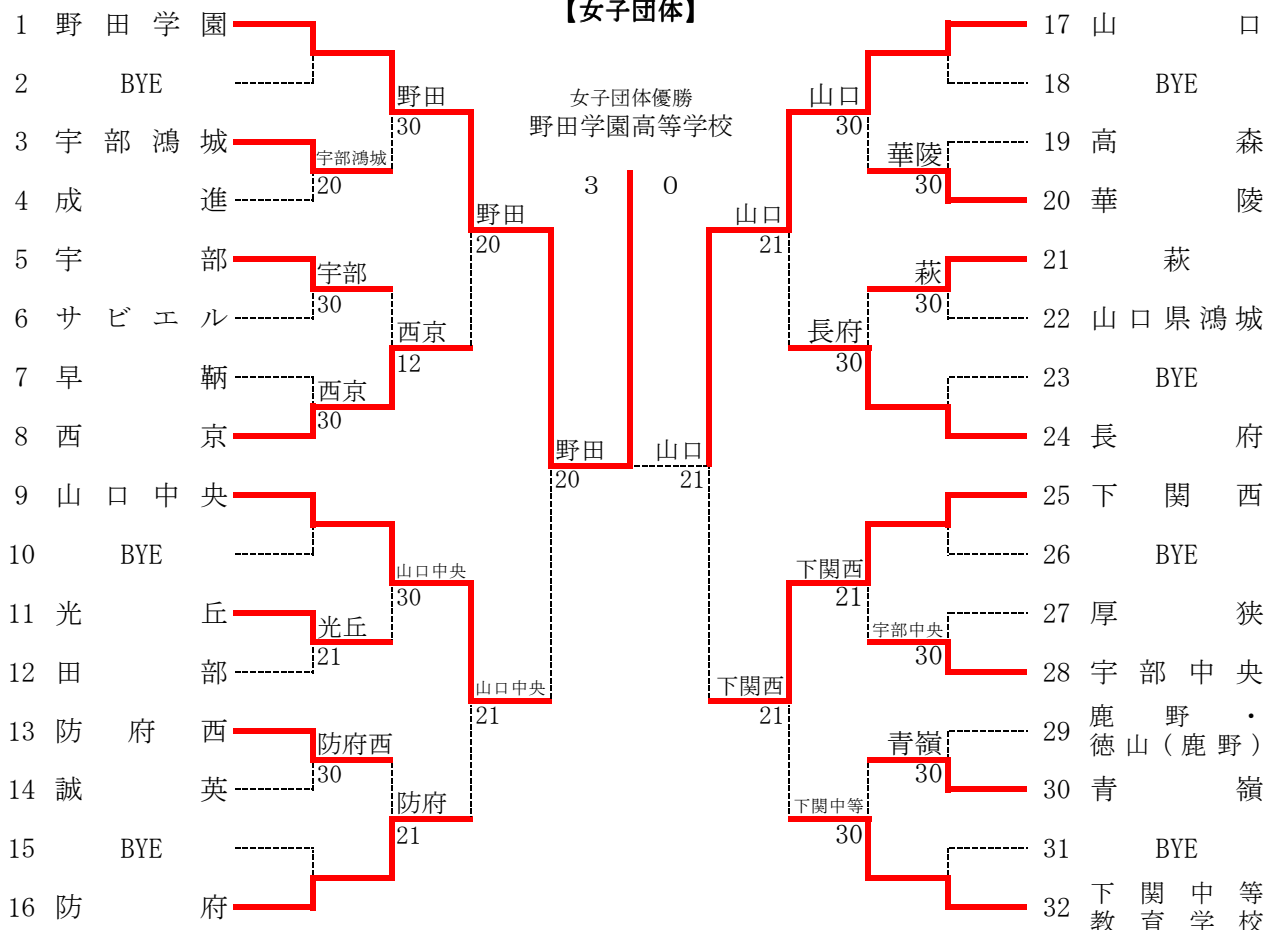 【女子団体】
女子団体優勝
野田学園高等学校
3 0
1 野田学園
2 BYE
3 宇部鴻城
4 成進
5 宇部
6 サビエル
7 早鞆
8 西京
9 山口中央
10 BYE
11 光丘
12 田部
13 防府西
14 誠英
15 BYE
16 防府
宇部鴻城
20
宇部
30
西京
30
光丘
21
防府西
30
野田
30
西京
12
山口中央
30
防府
21
野田
20
山口中央
21
野田
20
山口
21
山口
21
下関西
21
山口
30
長府
30
下関西
21
下関中等
30
華陵
30
萩
30
宇部中央
30
青嶺
30
17 山口
18 BYE
19 高森
20 華陵
21 萩
22 山口県鴻城
23 BYE
24 長府
25 下関西
26 BYE
27 厚狭
28 宇部中央
29 鹿野・
徳山(鹿野)
30 青嶺
31 BYE
32 下関中等
教育学校